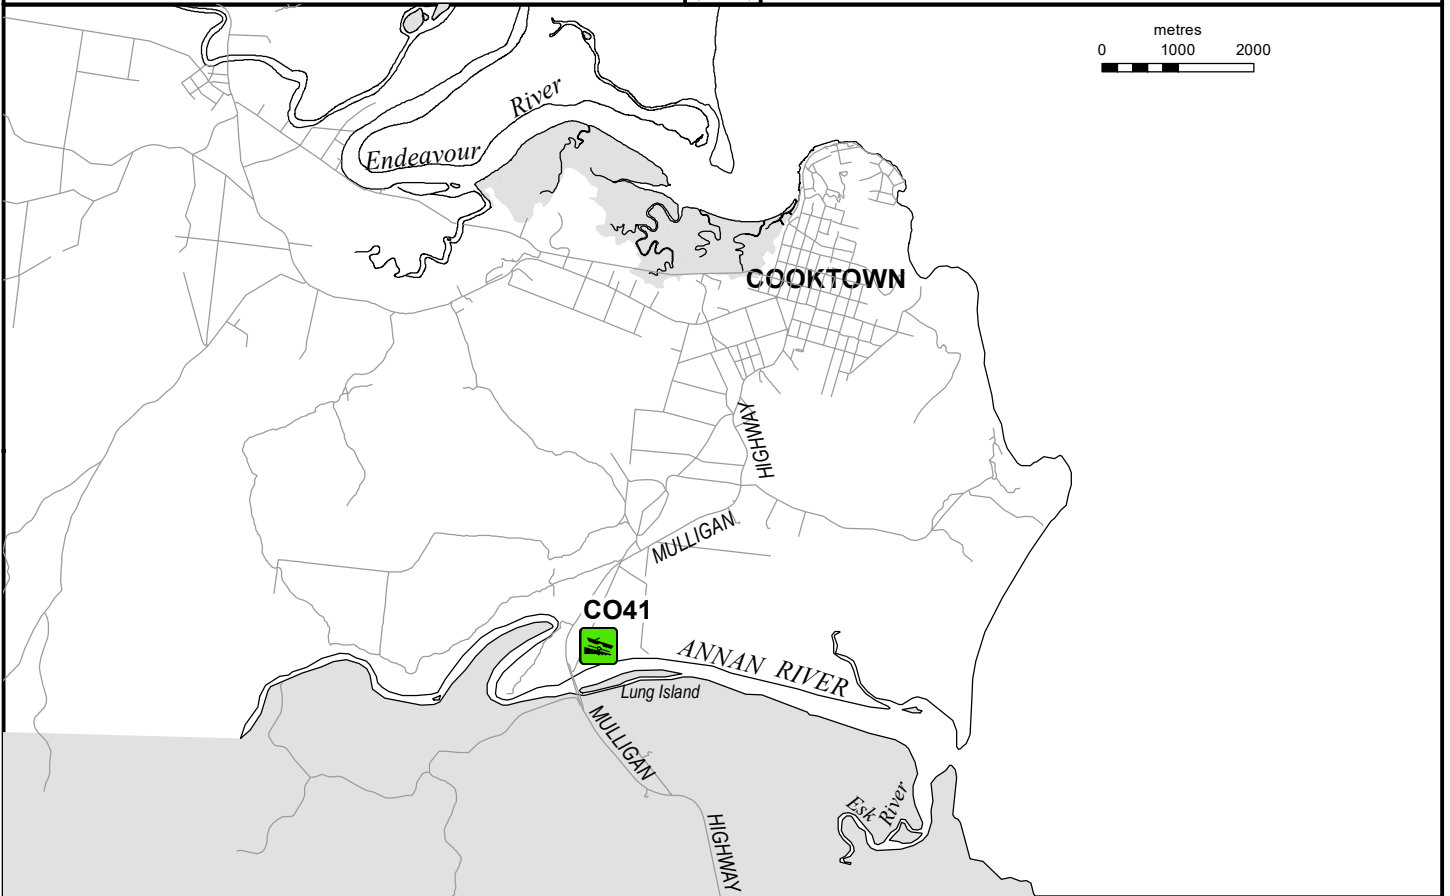 metres
0 1000 2000
River
Endeavour
COOKTOWN
HIGHWAY
MULLIGAN
CO41
ANNAN RIVER
Lung Island
MULLIGAN
Esk River
HIGHWAY